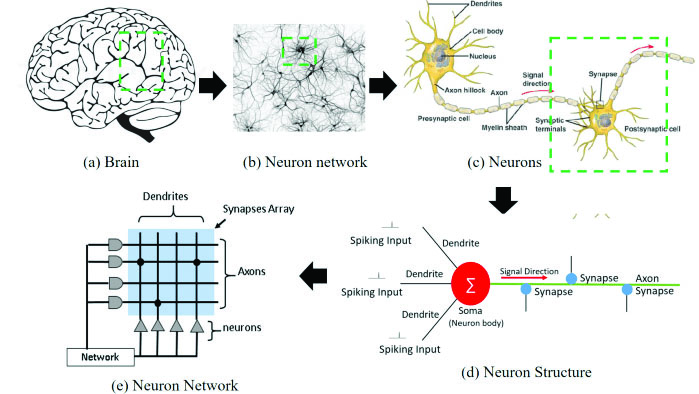 (a) Brain
(b) Neuron network
Dendrites
Cell body
Nucleus
Axon hillock
Presynaptic cell
Axon
Myelin sheath
Signal
direction
Synapse
Synaptic
terminals
Postsynaptic cell
(c) Neurons
Spiking Input
Dendrite
Spiking Input
Dendrite
Spiking Input
Dendrite
∑
Soma
(Neuron body)
Signal Direction
Synapse
Synapse
Axon
Synapse
(d) Neuron Structure
Dendrites
Synapses Array
Axons
neurons
Network
(e) Neuron Network